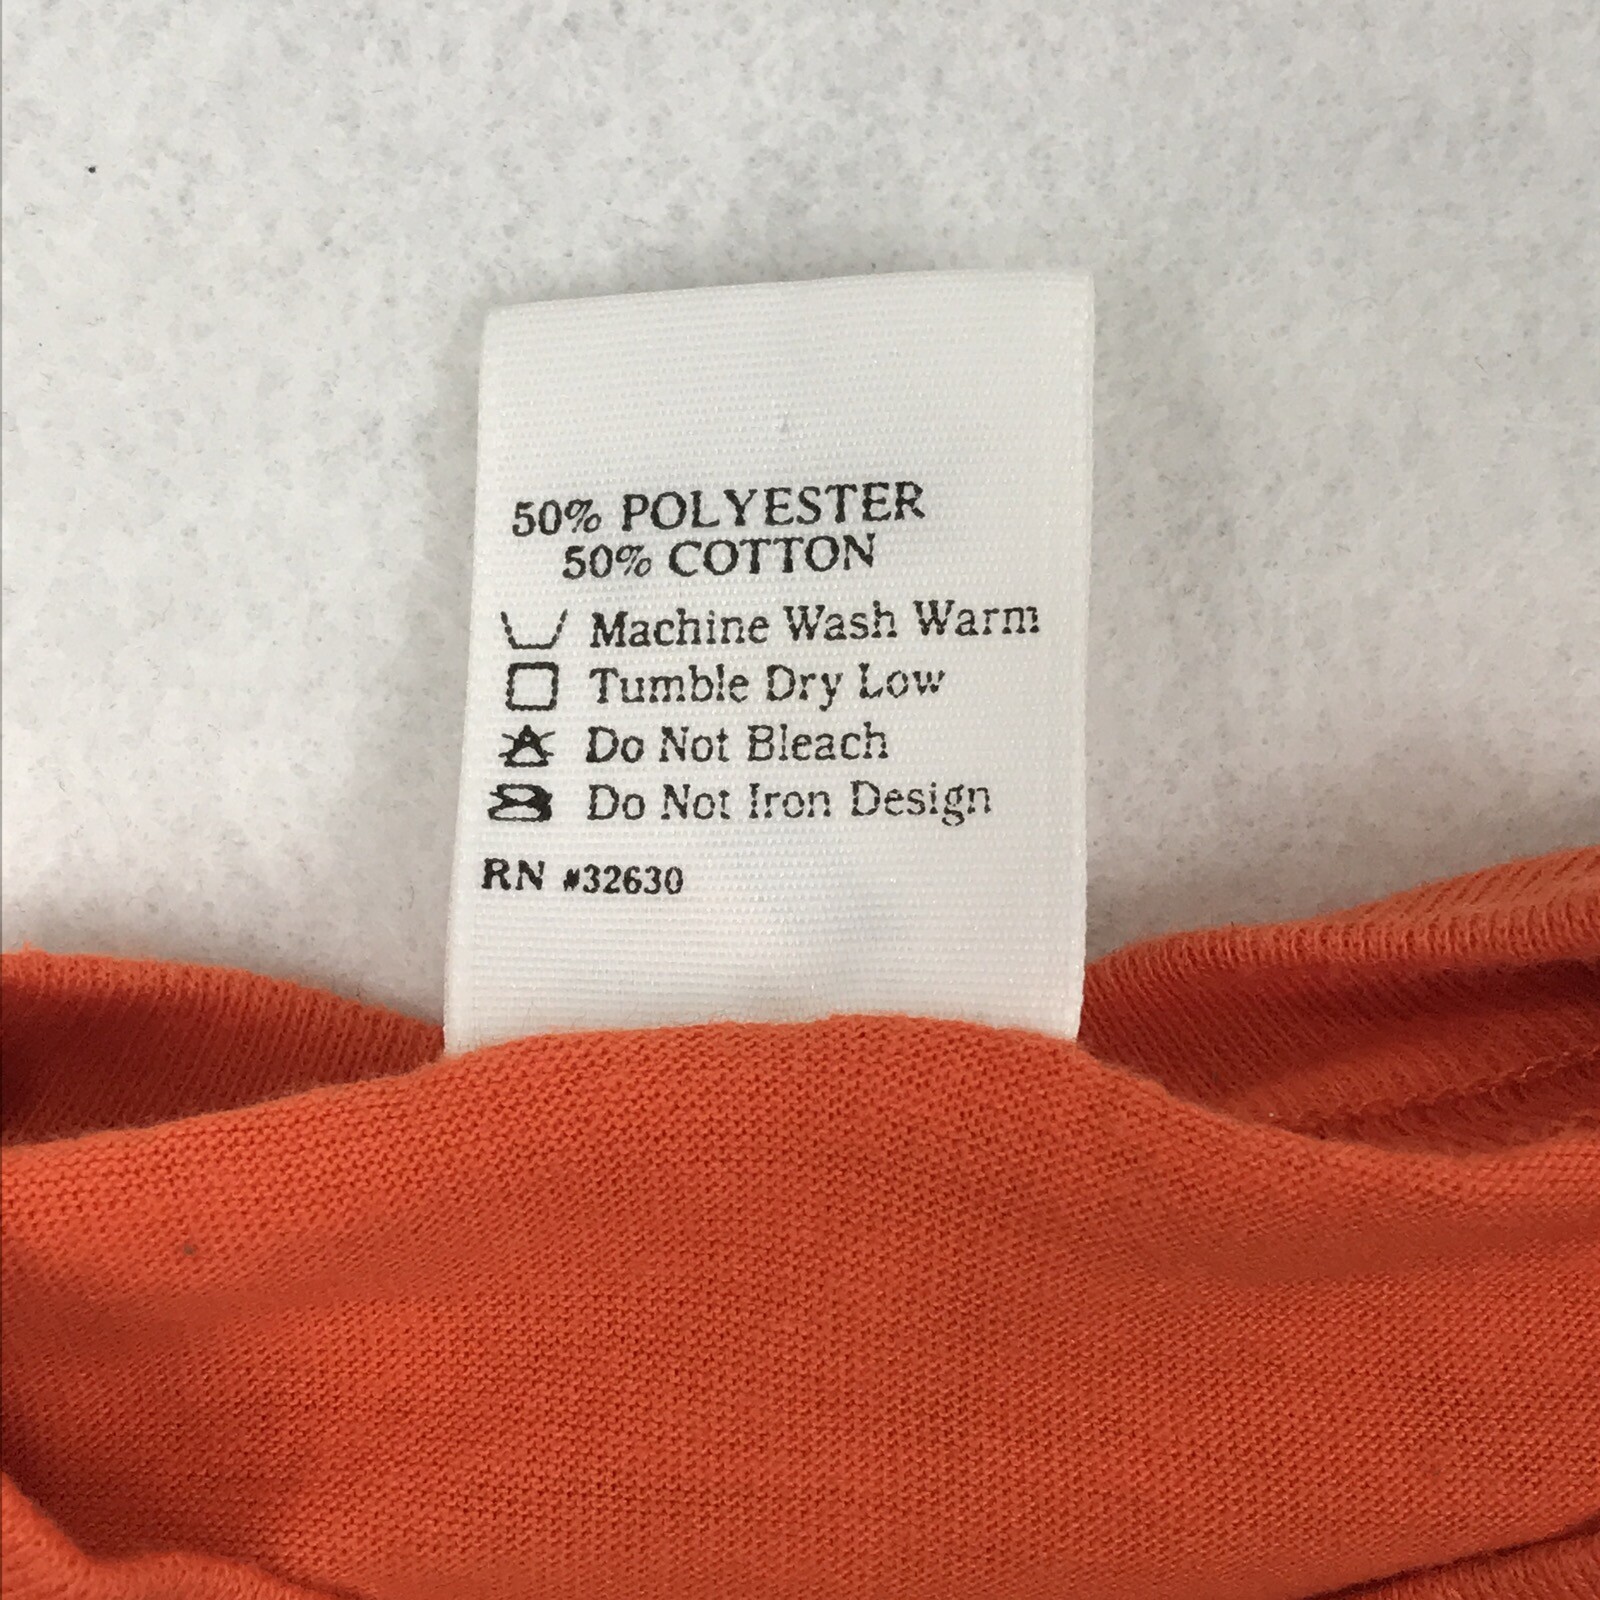 50% POLYESTER
50% COTTON
Machine Wash Warm
Tumble Dry Low
Do Not Bleach
Do Not Iron Design
RN #32630